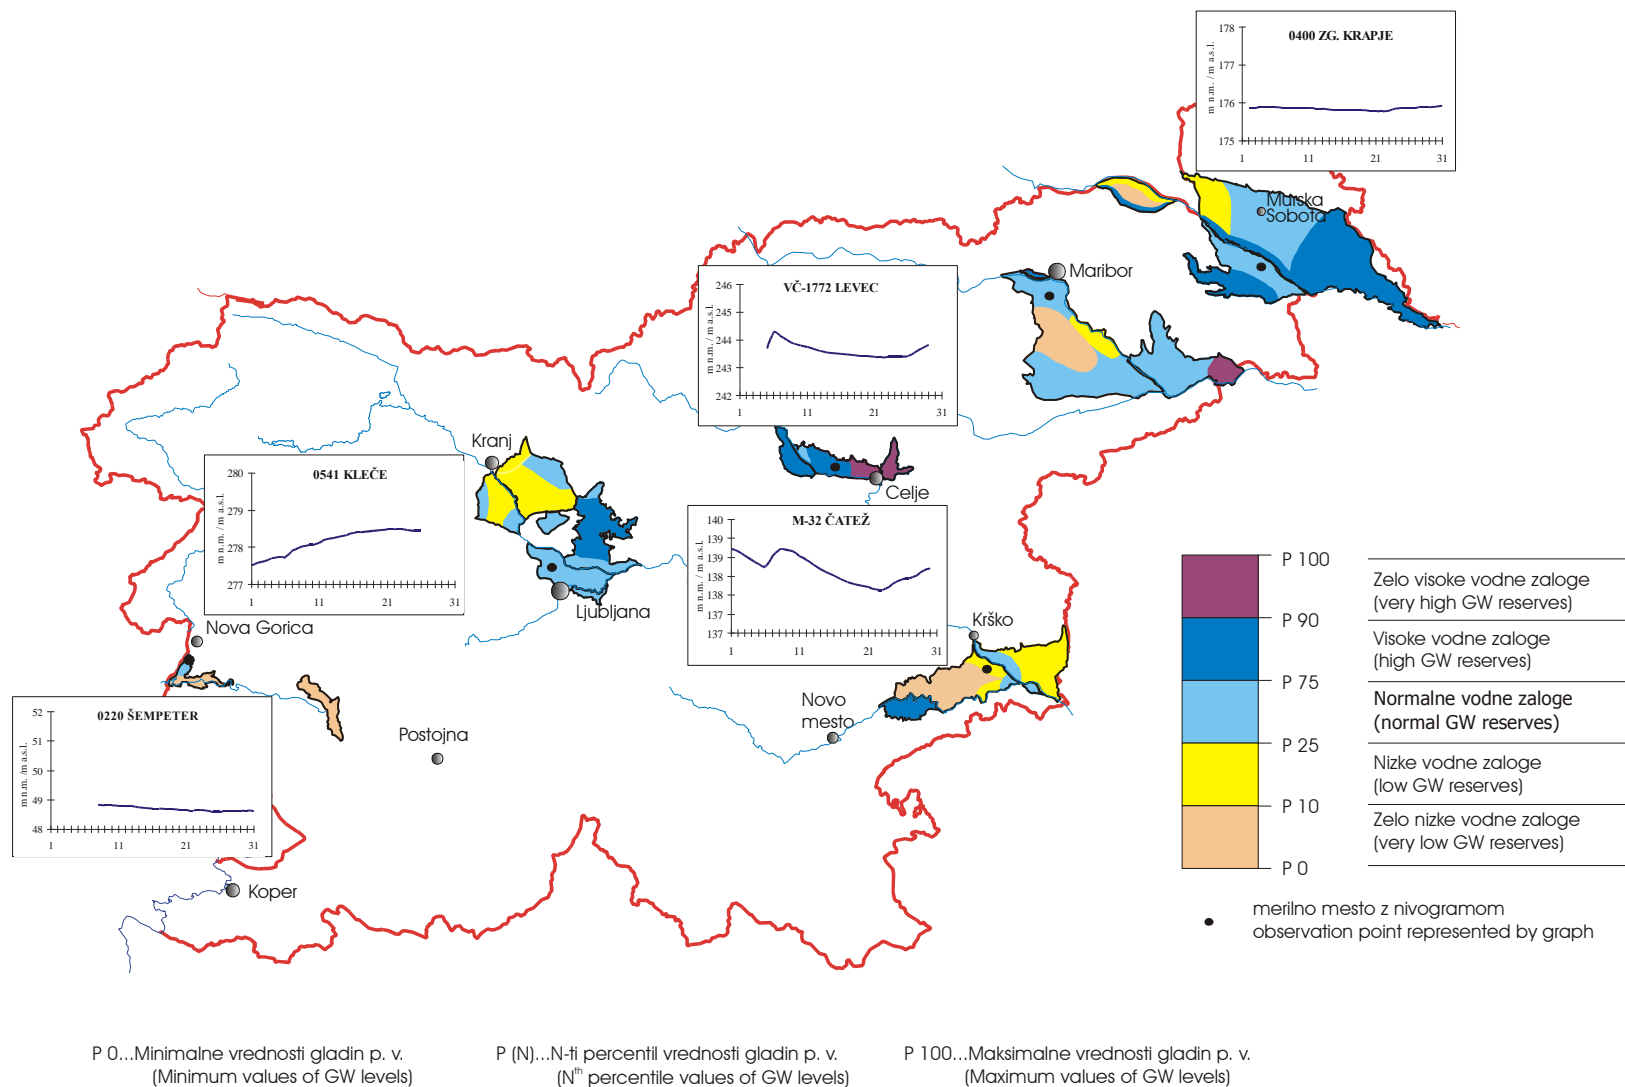 0400 ZG. KRAPJE
m n.m. / m a.s.l.
178
177
176
175
1
11
21
31
Murska
Sobota
Maribor
VČ-1772 LEVEC
m n.m. / m a.s.l.
246
245
244
243
242
1
11
21
31
Kranj
Celje
0541 KLEČE
m n.m. / m a.s.l.
280
278
278
277
1
11
21
31
M-32 ČATEŽ
m n.m. / m a.s.l.
140
139
139
138
138
137
137
1
11
21
31
Ljubljana
Nova Gorica
Krško
Novo
mesto
Postojna
0220 ŠEMPETER
m n.m. /m a.s.l.
52
51
50
49
48
1
11
21
31
Koper
P 100
Zelo visoke vodne zaloge
(very high GW reserves)
P 90
Visoke vodne zaloge
(high GW reserves)
P 75
Normalne vodne zaloge
(normal GW reserves)
P 25
Nizke vodne zaloge
(low GW reserves)
P 10
Zelo nizke vodne zaloge
(very low GW reserves)
P 0
merilno mesto z nivogramom
observation point represented by graph
P 0...Minimalne vrednosti gladin p. v.
(Minimum values of GW levels)
P (N)...N-ti percentil vrednosti gladin p. v.
(Nth percentile values of GW levels)
P 100...Maksimalne vrednosti gladin p. v.
(Maximum values of GW levels)